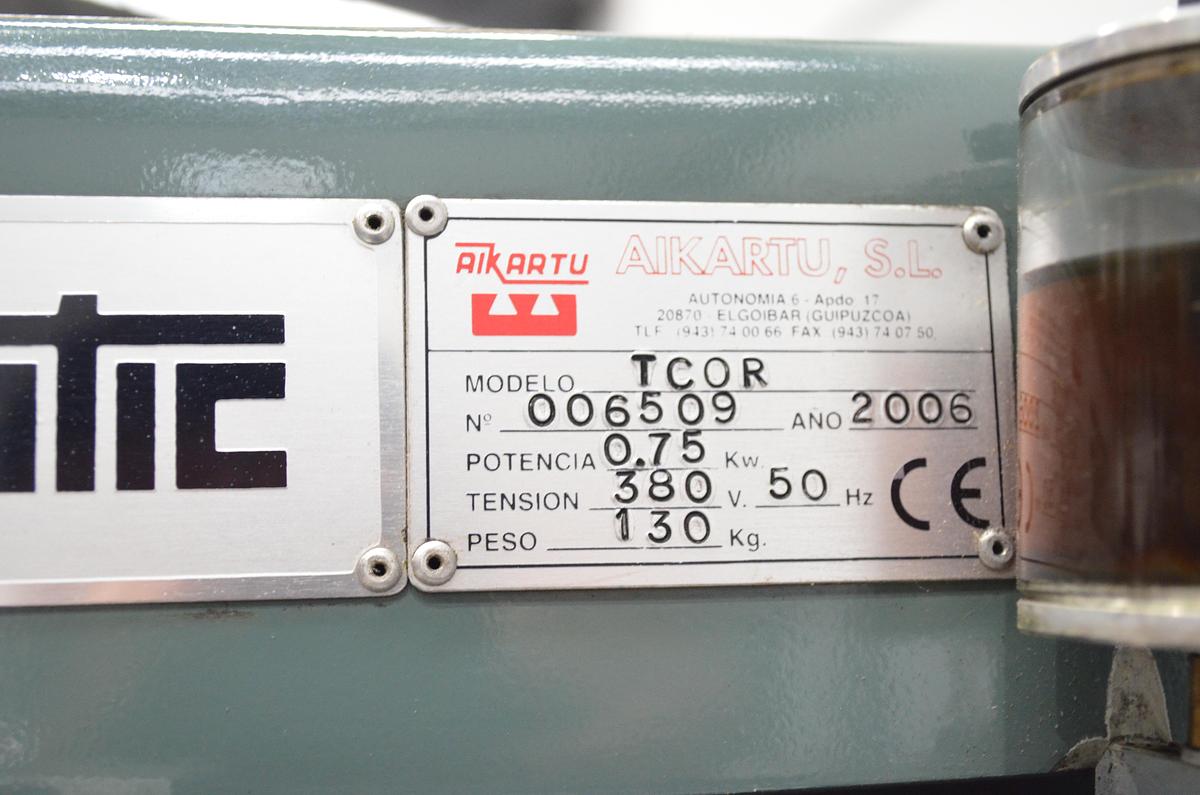 TIC
AIKARTU
AIKARTU, S.L.
AUTONOMIA 6 - Apdo. 17
20870 - ELGOIBAR (GUIPUZCOA)
TLF. (943) 74 00 66 FAX (943) 74 07 50
MODELO TCOR
Nº 006509 AÑO 2006
POTENCIA 0.75 Kw.
TENSION 380 V. 50 Hz
PESO 130 Kg.
CE